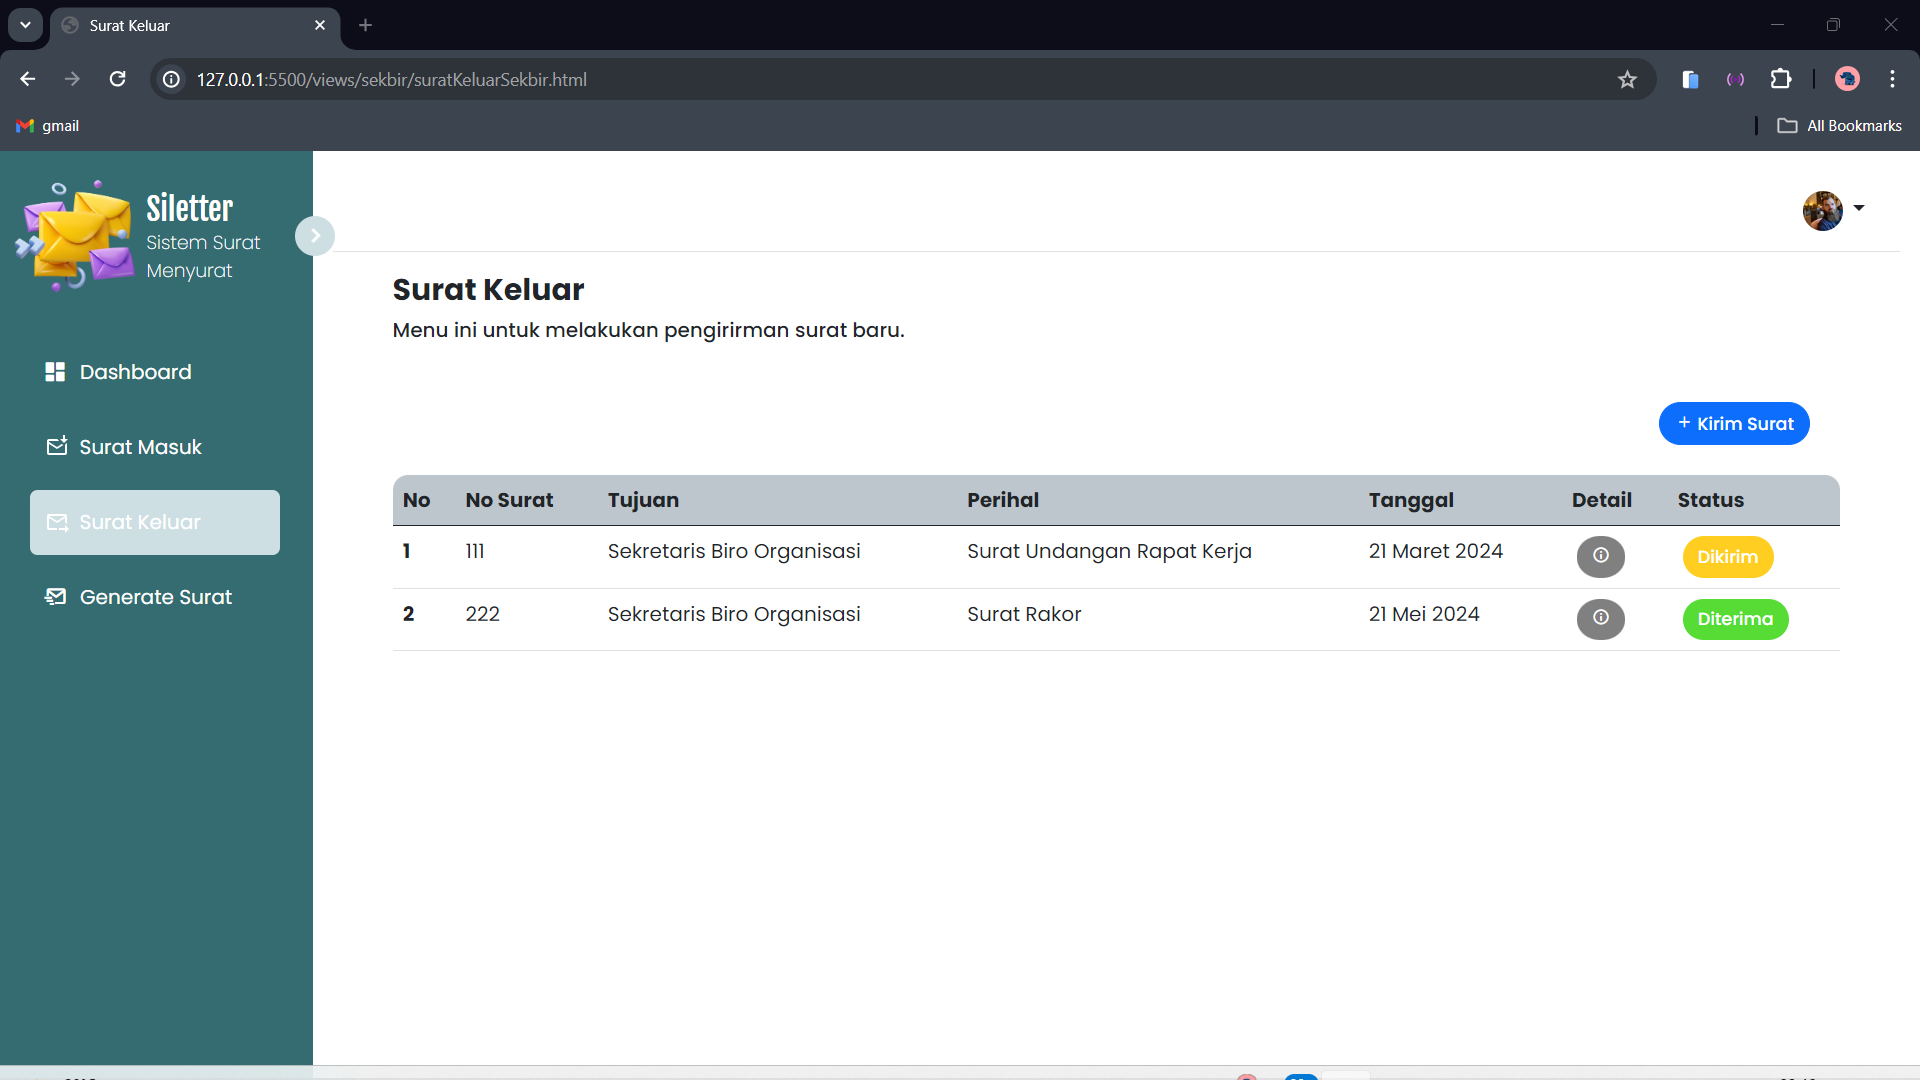 Surat Keluar
127.0.0.1:5500/views/sekbir/suratKeluarSekbir.html
gmail
All Bookmarks
Siletter
Sistem Surat
Menyurat
Dashboard
Surat Masuk
Surat Keluar
Generate Surat
Surat Keluar
Menu ini untuk melakukan pengirirman surat baru.
+ Kirim Surat
No No Surat Tujuan Perihal Tanggal Detail Status
1 111 Sekretaris Biro Organisasi Surat Undangan Rapat Kerja 21 Maret 2024 Dikirim
2 222 Sekretaris Biro Organisasi Surat Rakor 21 Mei 2024 Diterima